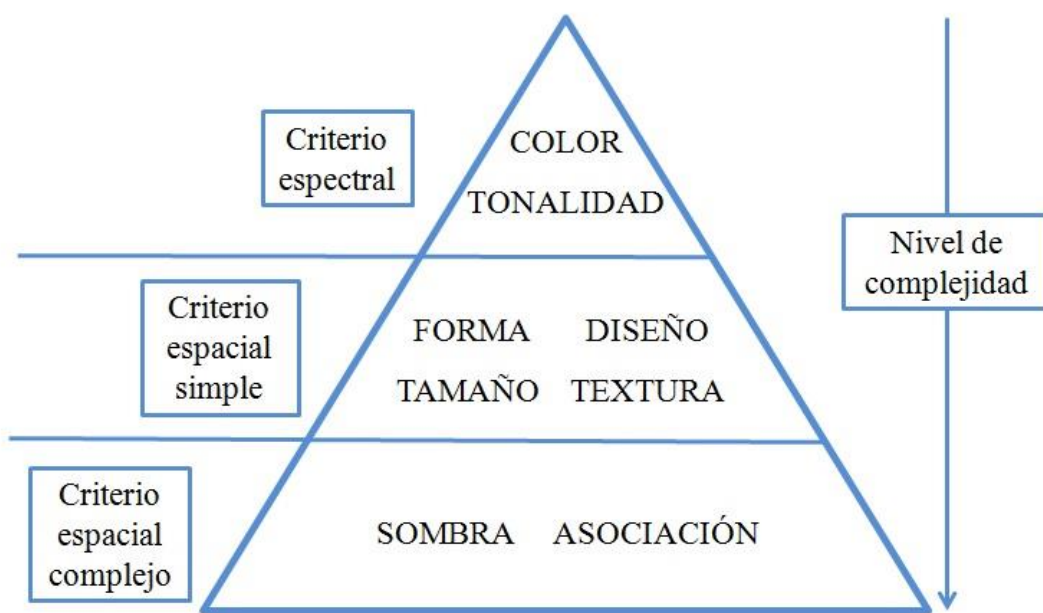 Criterio
espectral
COLOR
TONALIDAD
Nivel de
complejidad
Criterio
espacial
simple
FORMA DISEÑO
TAMAÑO TEXTURA
Criterio
espacial
complejo
SOMBRA ASOCIACIÓN